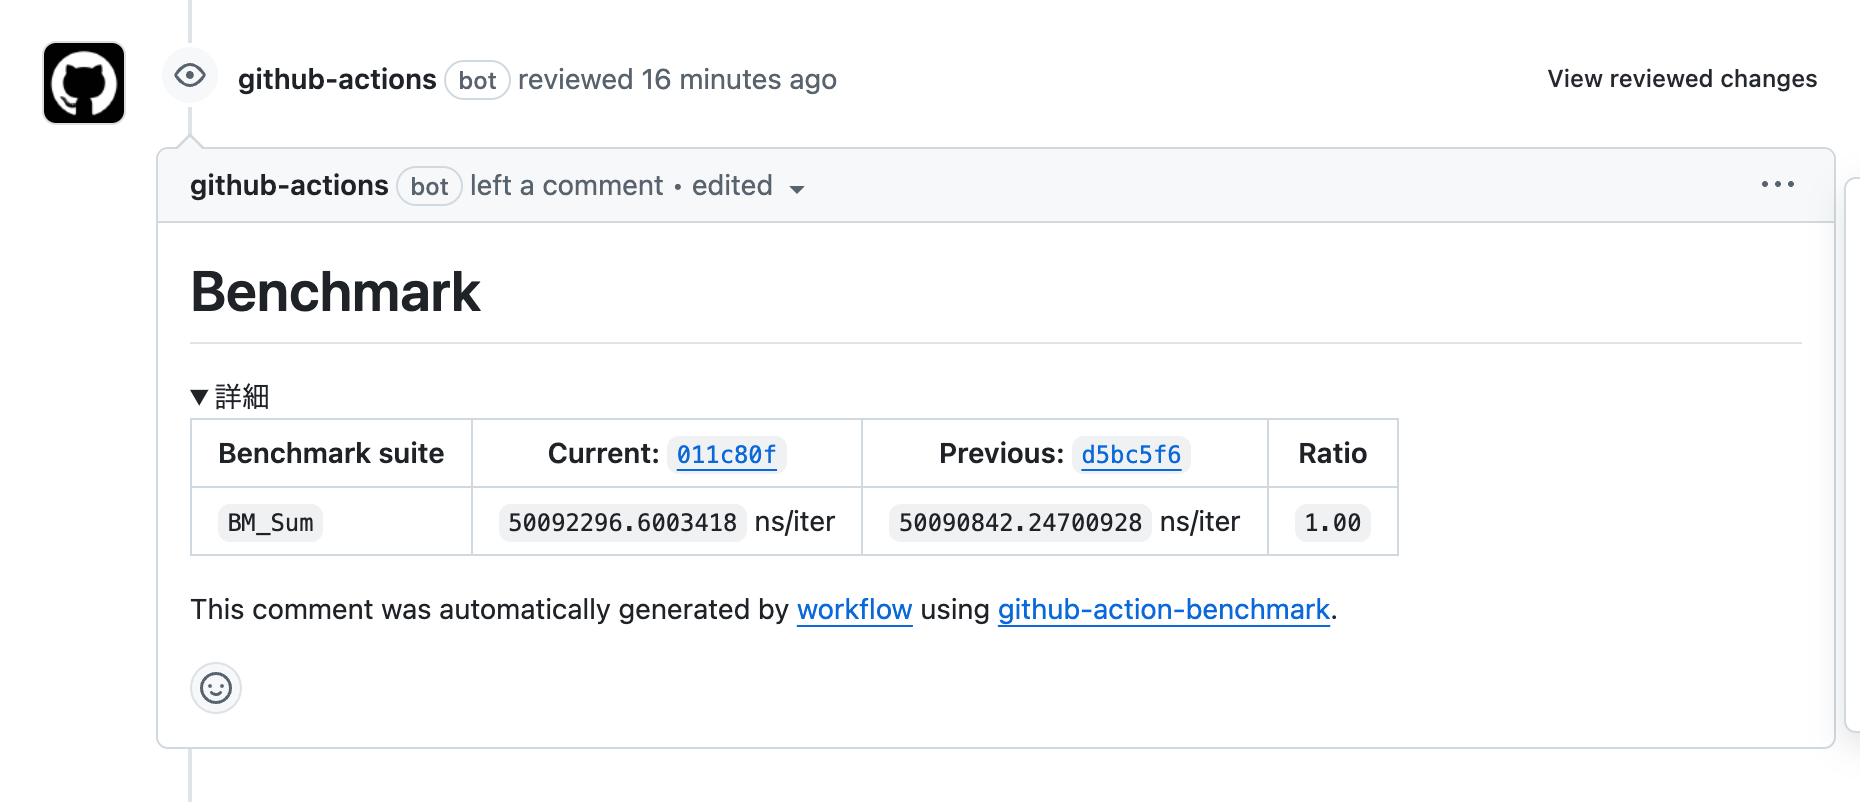 github-actions bot reviewed 16 minutes ago View reviewed changes
github-actions bot left a comment • edited
Benchmark
詳細
Benchmark suite Current: 011c80f Previous: d5bc5f6 Ratio
BM_Sum 50092296.6003418 ns/iter 50090842.24700928 ns/iter 1.00
This comment was automatically generated by workflow using github-action-benchmark.